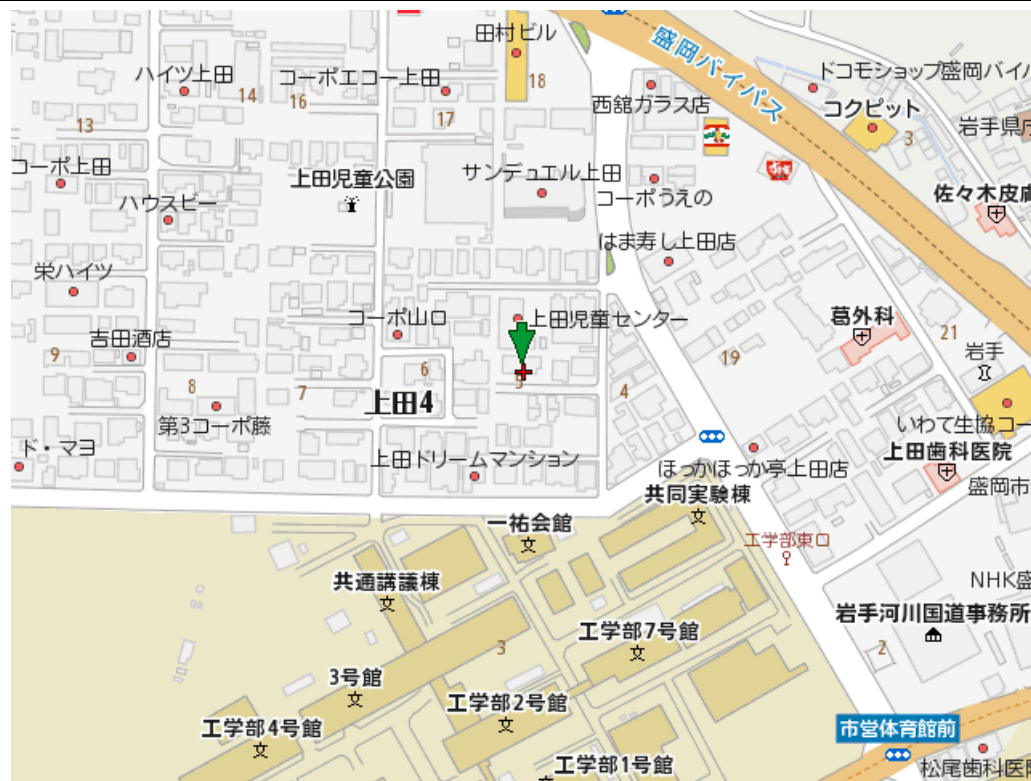 田村ビル
盛岡バイパス
ハイツ上田
コーポエコー上田
ドコモショップ盛岡バイパ
14
16
18
西舘ガラス店
コクピット
13
17
3
岩手県庁
コーポ上田
上田児童公園
サンデュエル上田
コーポうえの
佐々木皮膚
ハウスビー
はま寿し上田店
栄ハイツ
コーポ山口
上田児童センター
葛外科
吉田酒店
21
9
19
岩手
8
7
6
5
4
上田4
第3コーポ藤
いわて生協コー
ド・マヨ
上田ドリームマンション
ほっかほっか亭上田店
上田歯科医院
共同実験棟
盛岡市
一祐会館
工学部東口
共通講議棟
NHK盛
岩手河川国道事務所
工学部7号館
3
2
3号館
工学部2号館
工学部4号館
市営体育館前
工学部1号館
松尾歯科医院